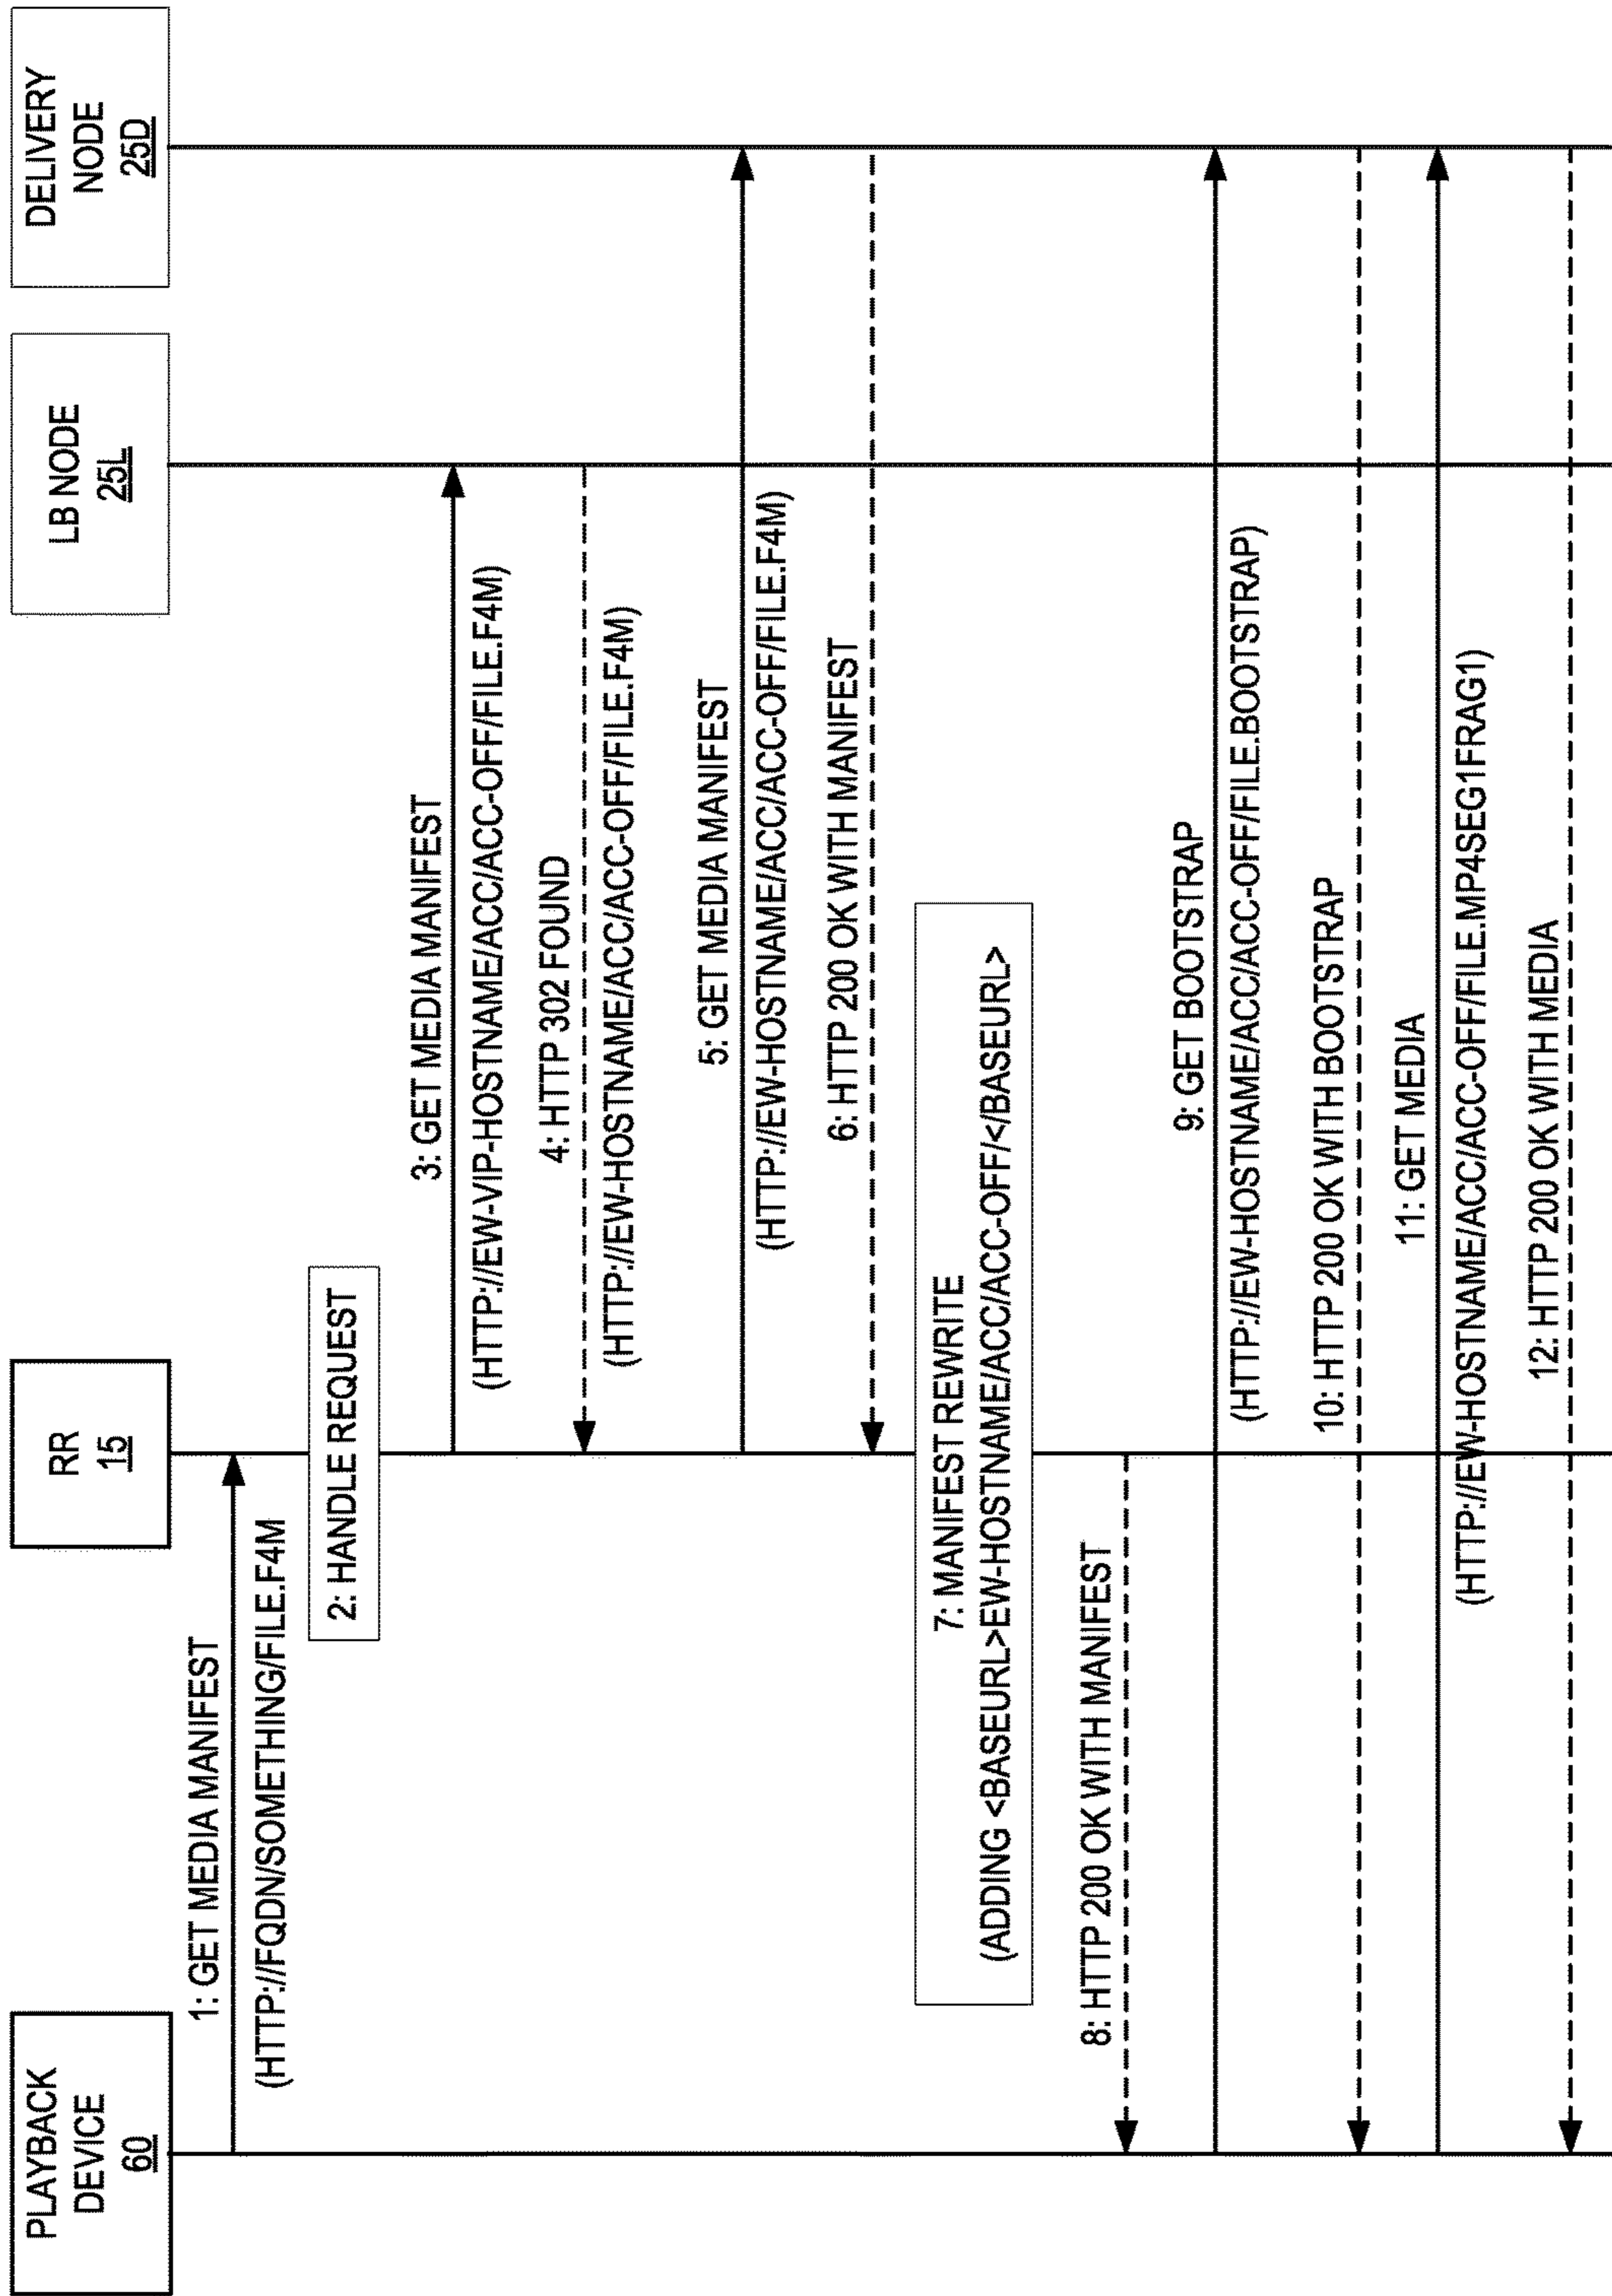 PLAYBACK
DEVICE
60
RR
15
LB NODE
25L
DELIVERY
NODE
25D
1: GET MEDIA MANIFEST
(HTTP://FQDN/SOMETHING/FILE.F4M
2: HANDLE REQUEST
3: GET MEDIA MANIFEST
(HTTP://EW-VIP-HOSTNAME/ACC/ACC-OFF/FILE.F4M)
4: HTTP 302 FOUND
(HTTP://EW-HOSTNAME/ACC/ACC-OFF/FILE.F4M)
5: GET MEDIA MANIFEST
(HTTP://EW-HOSTNAME/ACC/ACC-OFF/FILE.F4M)
6: HTTP 200 OK WITH MANIFEST
7: MANIFEST REWRITE
(ADDING <BASEURL>EW-HOSTNAME/ACC/ACC-OFF/</BASEURL>
8: HTTP 200 OK WITH MANIFEST
9: GET BOOTSTRAP
(HTTP://EW-HOSTNAME/ACC/ACC-OFF/FILE.BOOTSTRAP)
10: HTTP 200 OK WITH BOOTSTRAP
11: GET MEDIA
(HTTP://EW-HOSTNAME/ACC/ACC-OFF/FILE.MP4SEG1FRAG1)
12: HTTP 200 OK WITH MEDIA